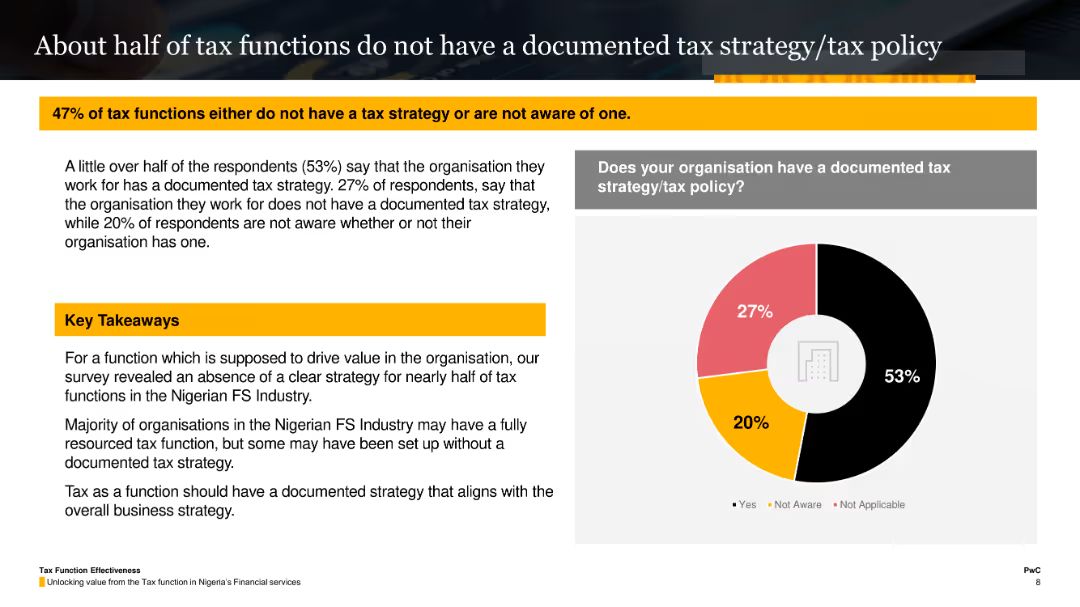 About half of tax functions do not have a documented tax strategy/tax policy
47% of tax functions either do not have a tax strategy or are not aware of one.
A little over half of the respondents (53%) say that the organisation they
work for has a documented tax strategy. 27% of respondents, say that
the organisation they work for does not have a documented tax strategy,
while 20% of respondents are not aware whether or not their
organisation has one.
Key Takeaways
For a function which is supposed to drive value in the organisation, our
survey revealed an absence of a clear strategy for nearly half of tax
functions in the Nigerian FS Industry.
Majority of organisations in the Nigerian FS Industry may have a fully
resourced tax function, but some may have been set up without a
documented tax strategy.
Tax as a function should have a documented strategy that aligns with the
overall business strategy.
Does your organisation have a documented tax
strategy/tax policy?
27%
53%
20%
Yes
Not Aware
Not Applicable
Tax Function Effectiveness
Unlocking value from the Tax function in Nigeria's Financial services
PwC
8